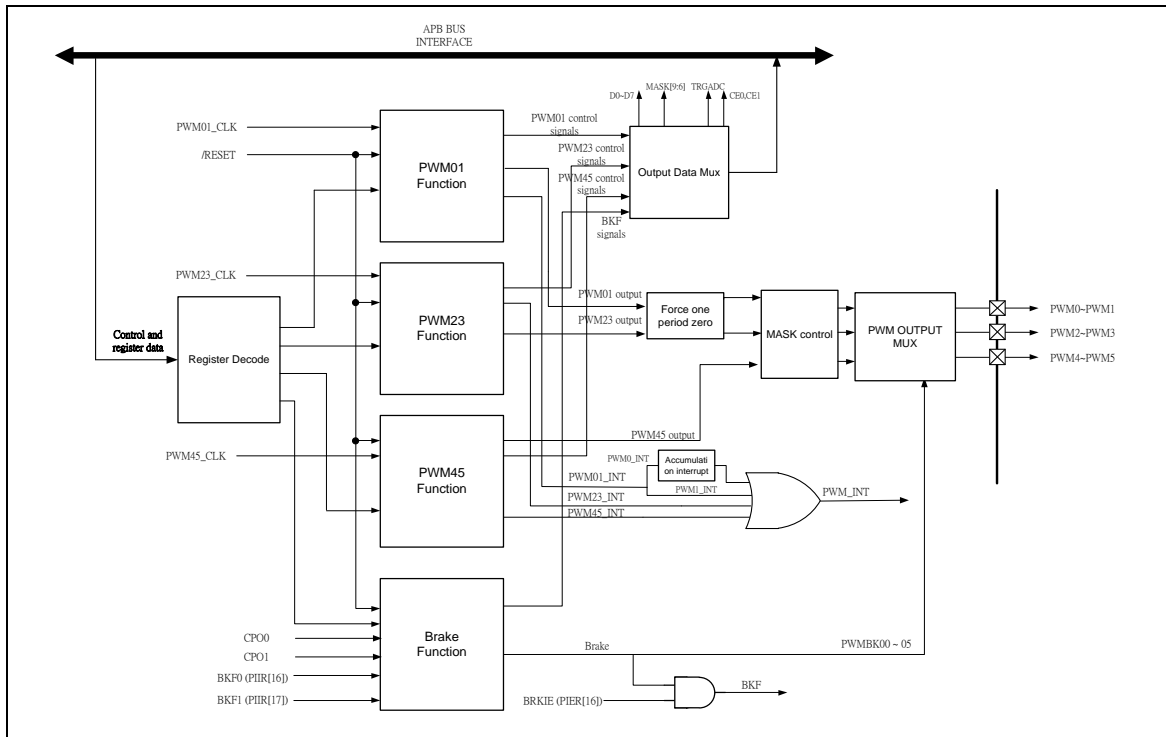 APB BUS
INTERFACE
D0~D7
MASK[9:6]
TRGADC
CE0,CE1
PWM01_CLK
/RESET
PWM01
Function
PWM01 control
signals
PWM23 control
signals
PWM45 control
signals
BKF
signals
Output Data Mux
PWM23_CLK
Control and
register data
Register Decode
PWM23
Function
PWM01 output
PWM23 output
Force one
period zero
MASK control
PWM OUTPUT
MUX
PWM0~PWM1
PWM2~PWM3
PWM4~PWM5
PWM45_CLK
PWM45
Function
PWM45 output
PWM0_INT
Accumulati
on interrupt
PWM01_INT
PWM1_INT
PWM23_INT
PWM45_INT
PWM_INT
CPO0
CPO1
BKF0 (PIIR[16])
BKF1 (PIIR[17])
Brake
Function
Brake
PWMBK00 ~ 05
BRKIE (PIER[16])
BKF